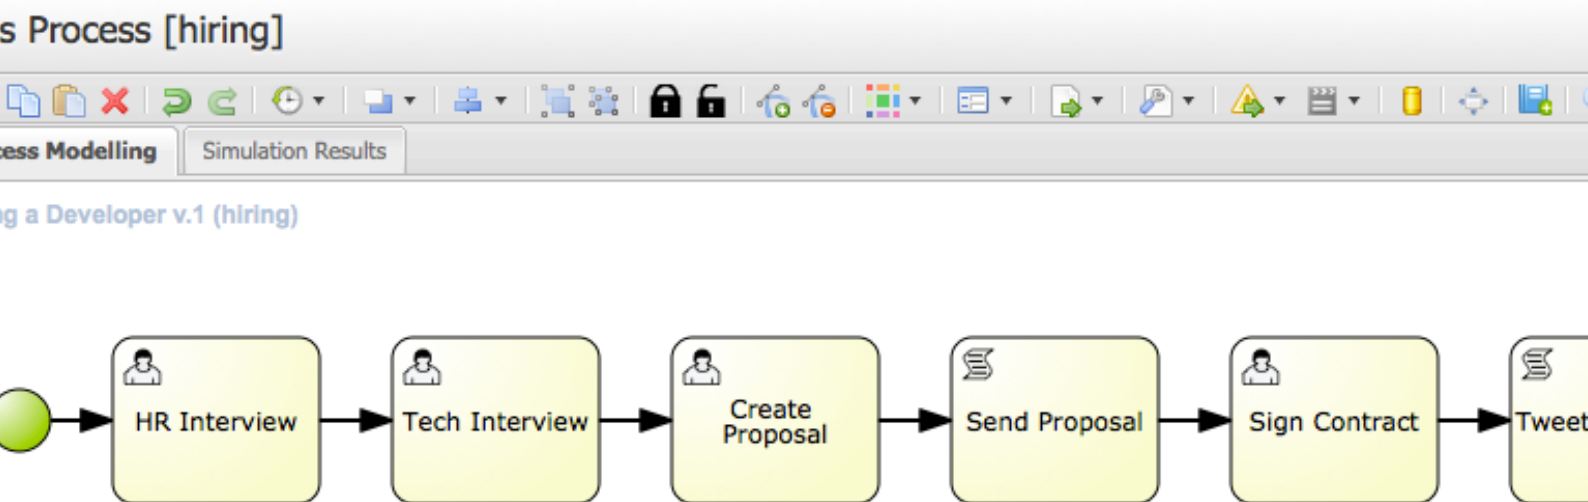 s Process [hiring]
cess Modelling
Simulation Results
ng a Developer v.1 (hiring)
HR Interview
Tech Interview
Create
Proposal
Send Proposal
Sign Contract
Tweet